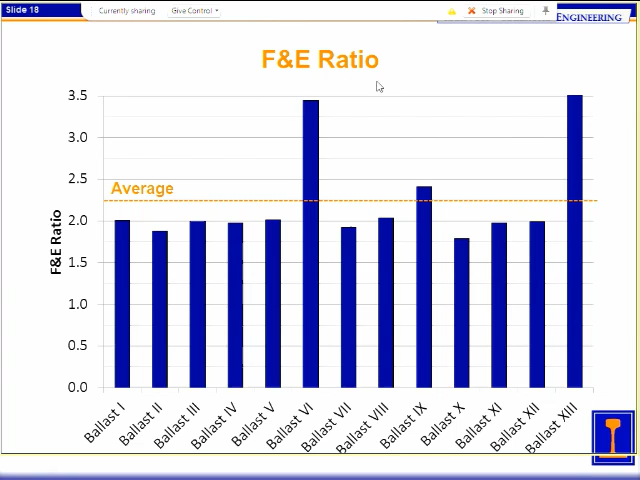 Slide 18
Currently sharing
Give Control
Stop Sharing
ENGINEERING
F&E Ratio
3.5
3.0
2.5
2.0
1.5
1.0
0.5
0.0
F&E Ratio
Average
Ballast I
Ballast II
Ballast III
Ballast IV
Ballast V
Ballast VI
Ballast VII
Ballast VIII
Ballast IX
Ballast X
Ballast XI
Ballast XII
Ballast XIII